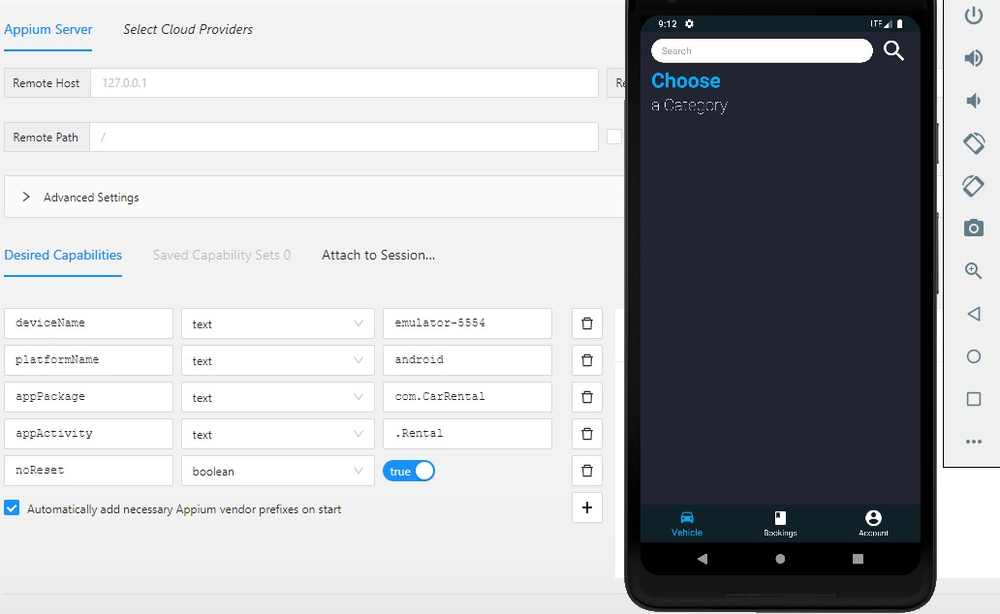 Appium Server
Select Cloud Providers
Remote Host
127.0.0.1
Re
Remote Path
/
Advanced Settings
Desired Capabilities
Saved Capability Sets 0
Attach to Session...
deviceName
text
emulator-5554
platformName
text
android
appPackage
text
com.CarRental
appActivity
text
.Rental
noReset
boolean
true
Automatically add necessary Appium vendor prefixes on start
9:12
LTE
Search
Choose
a Category
Vehicle
Bookings
Account